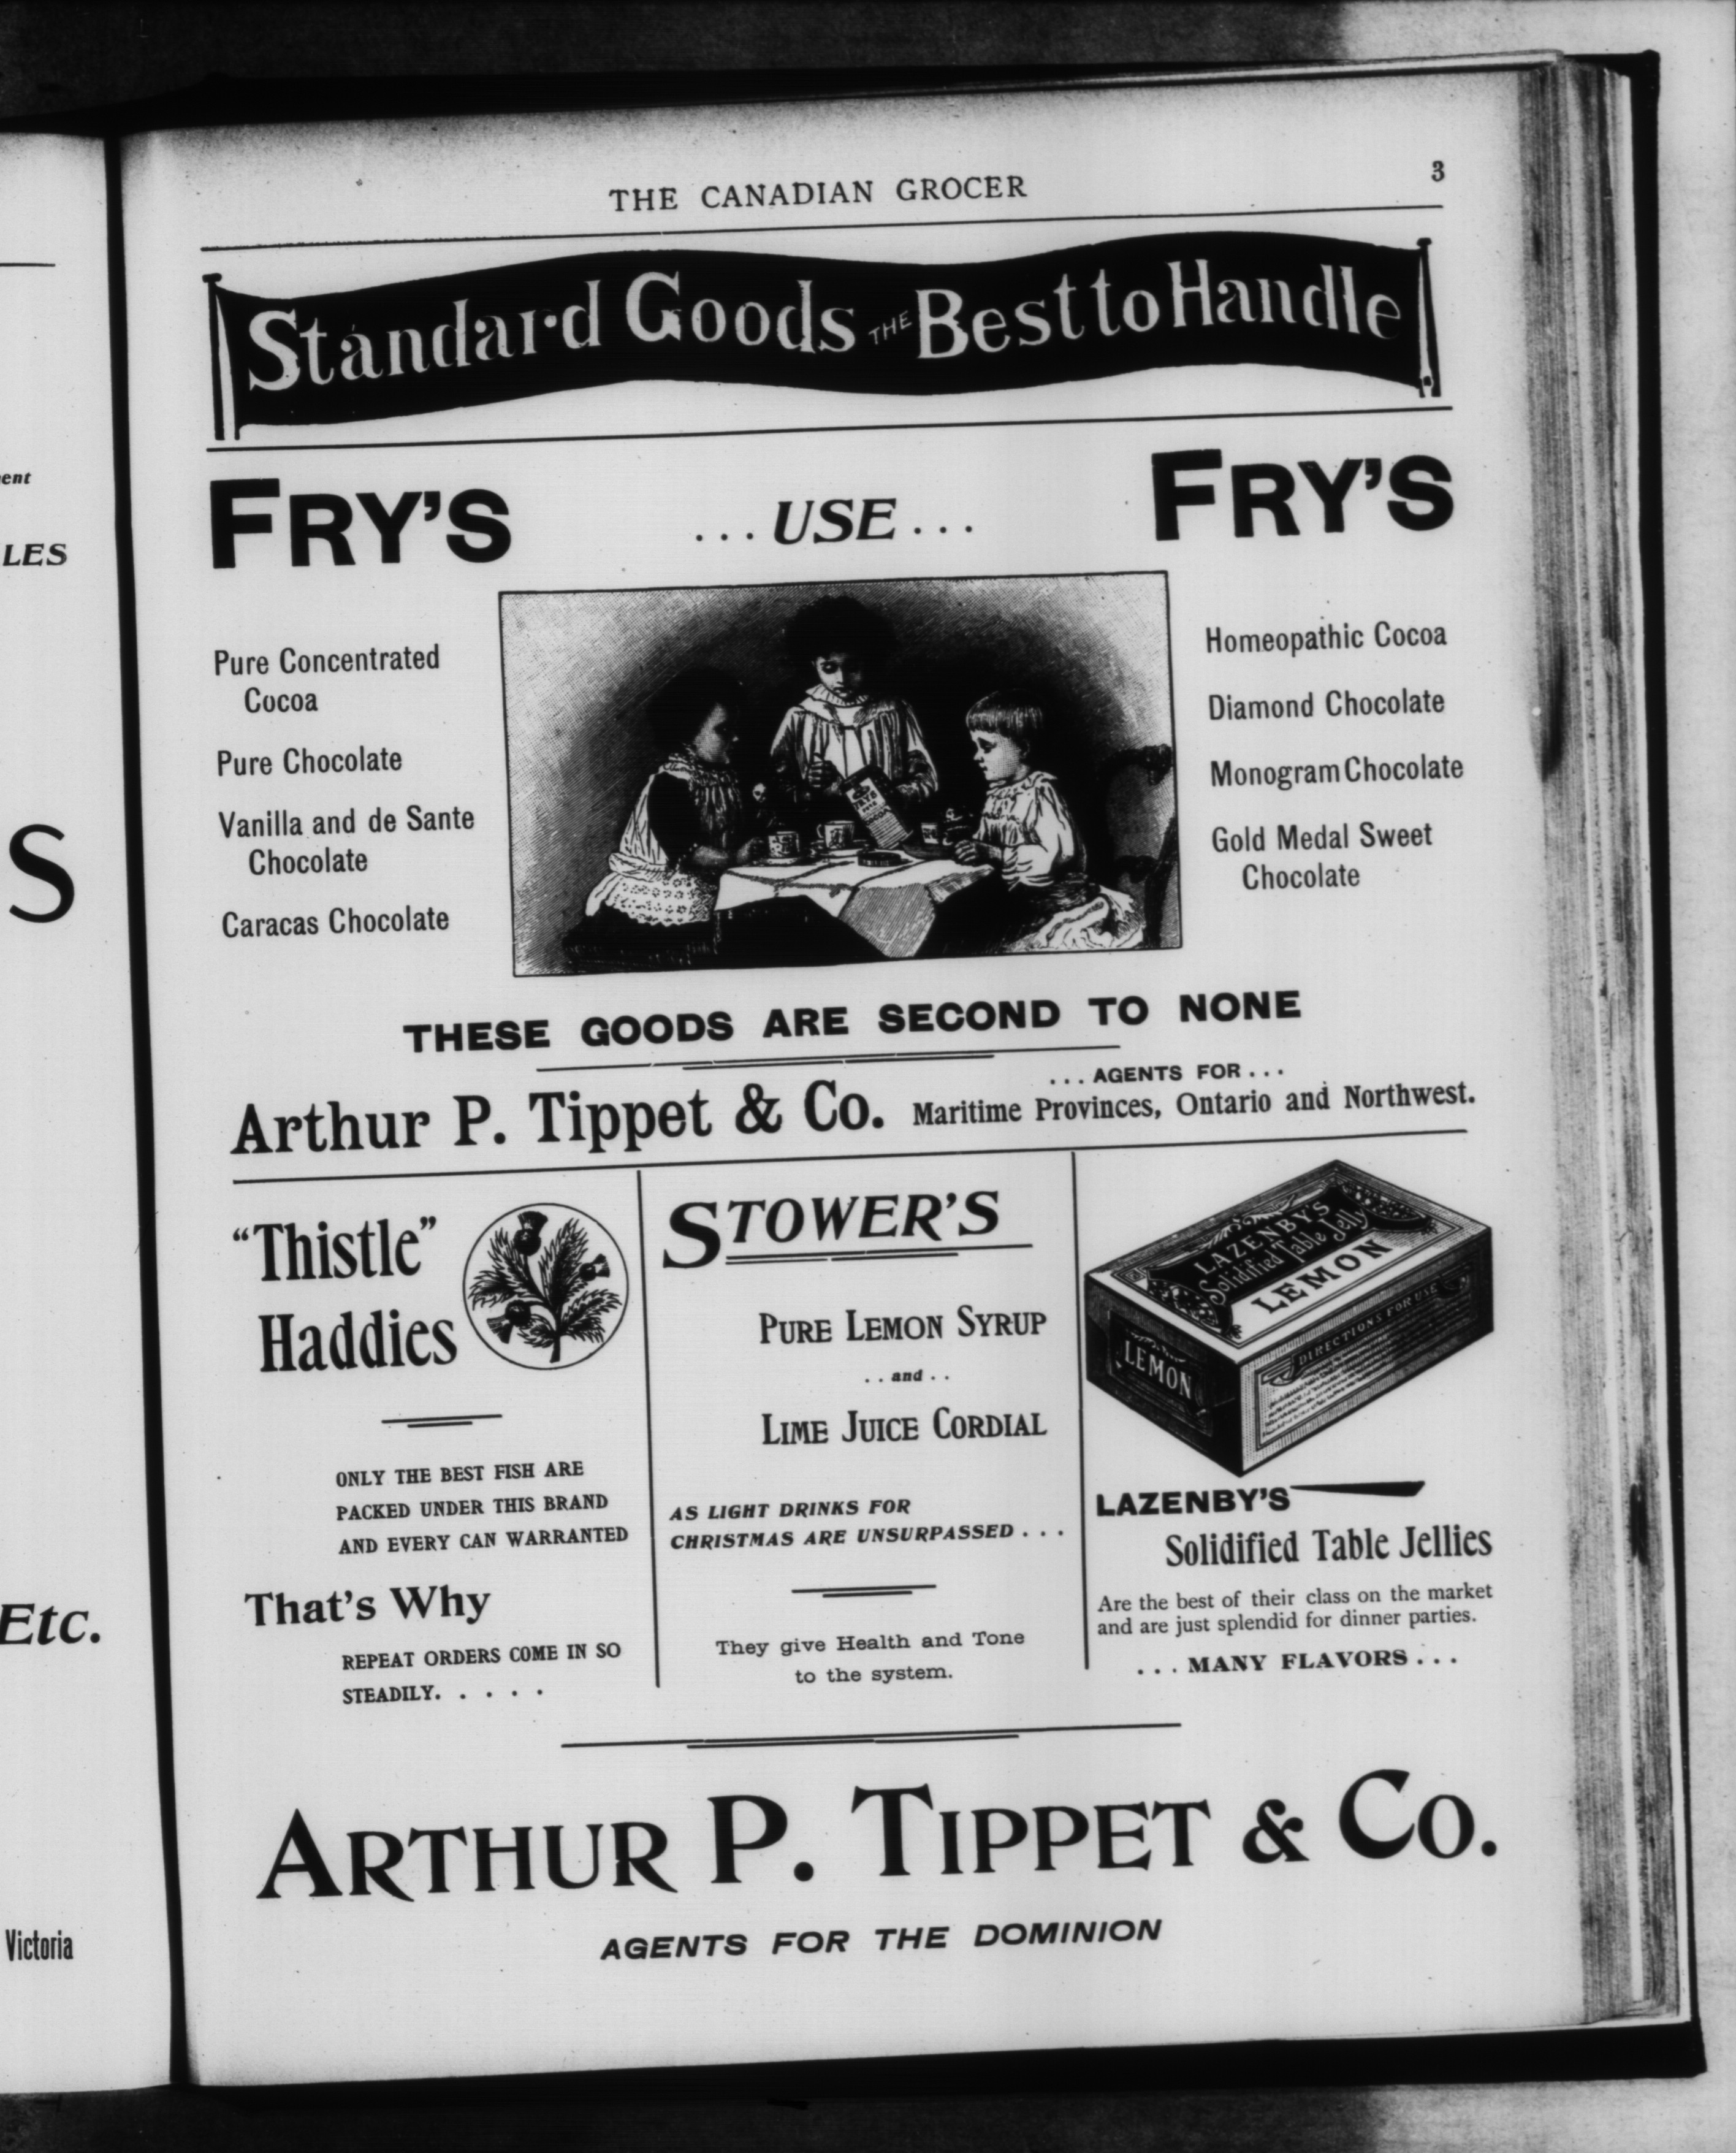 ent
LES
S
Etc.
Victoria
THE CANADIAN GROCER
3
Standard Goods THE Best to Handle
FRY'S
... USE ...
FRY'S
Pure Concentrated
Cocoa
Pure Chocolate
Vanilla and de Sante
Chocolate
Caracas Chocolate
FRY'S
Homeopathic Cocoa
Diamond Chocolate
Monogram Chocolate
Gold Medal Sweet
Chocolate
THESE GOODS ARE SECOND TO NONE
Arthur P. Tippet & Co.
... AGENTS FOR ...
Maritime Provinces, Ontario and Northwest.
"Thistle"
Haddies
ONLY THE BEST FISH ARE
PACKED UNDER THIS BRAND
AND EVERY CAN WARRANTED
That's Why
REPEAT ORDERS COME IN SO
STEADILY. . . . .
STOWER'S
PURE LEMON SYRUP
. . and . .
LIME JUICE CORDIAL
AS LIGHT DRINKS FOR
CHRISTMAS ARE UNSURPASSED . . .
They give Health and Tone
to the system.
LAZENBY'S
Solidified Table Jelly
LEMON
LEMON
DIRECTIONS FOR USE
LAZENBY'S
Solidified Table Jellies
Are the best of their class on the market
and are just splendid for dinner parties.
. . . MANY FLAVORS . . .
ARTHUR P. TIPPET & CO.
AGENTS FOR THE DOMINION